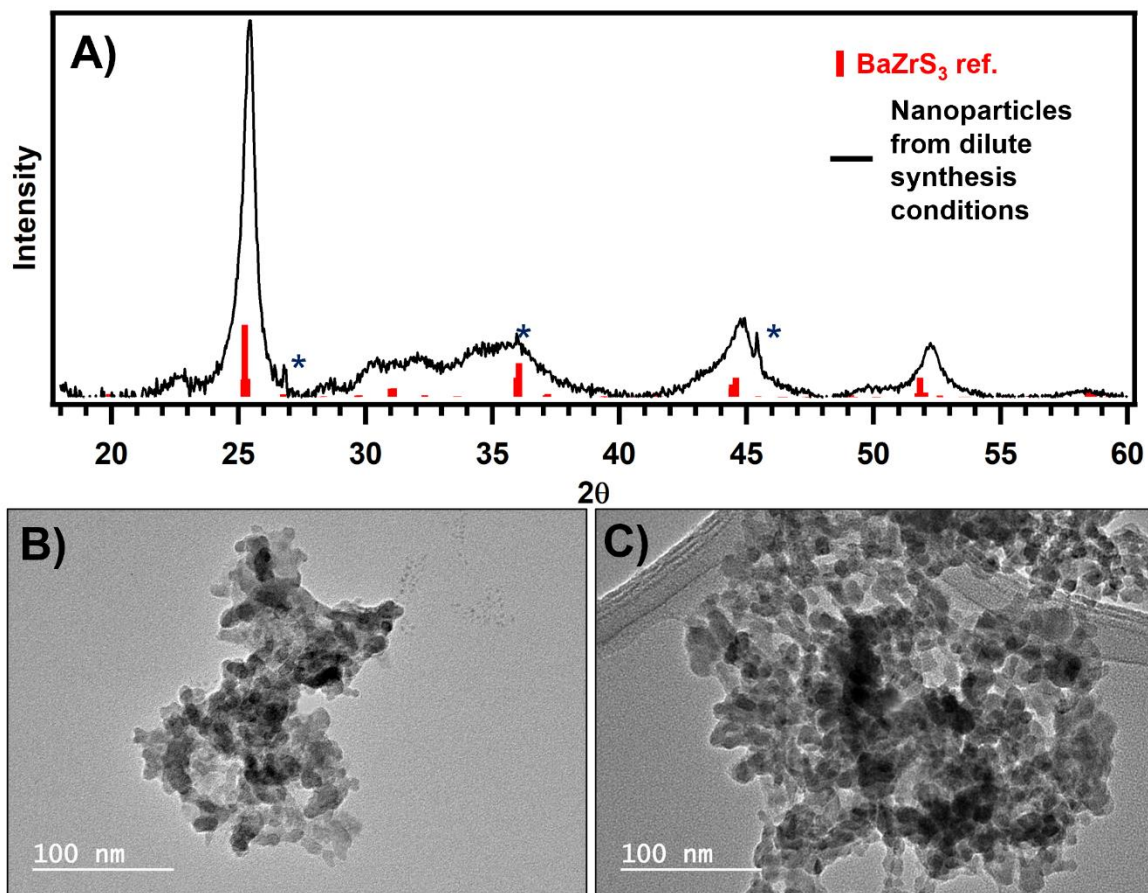 A)
BaZrS₃ ref.
Nanoparticles
from dilute
synthesis
conditions
Intensity
*
*
*
20 25 30 35 40 45 50 55 60
2θ
B)
100 nm
C)
100 nm